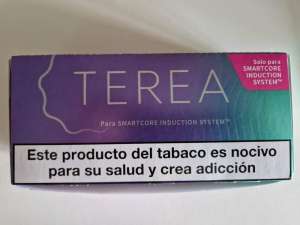 Solo para
SMARTCORE
INDUCTION
SYSTEM™
TEREA
Para SMARTCORE INDUCTION SYSTEM™
Este producto del tabaco es nocivo
para su salud y crea adicción